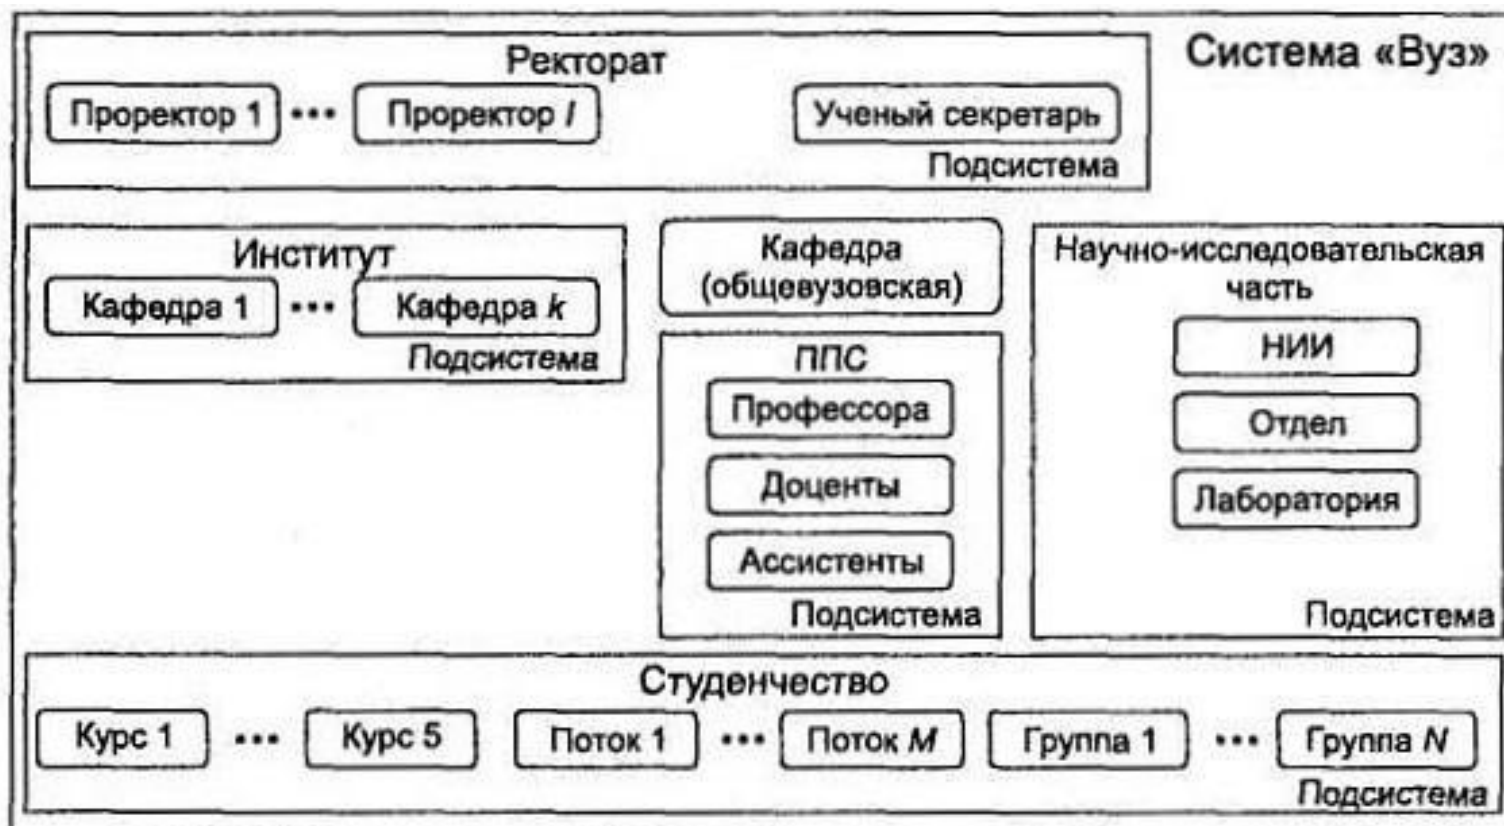 Система «Вуз»
Ректорат
Проректор 1 ••• Проректор l Ученый секретарь
Подсистема
Институт
Кафедра 1 ••• Кафедра k
Подсистема
Кафедра
(общевузовская)
ППС
Профессора
Доценты
Ассистенты
Подсистема
Научно-исследовательская
часть
НИИ
Отдел
Лаборатория
Подсистема
Студенчество
Курс 1 ••• Курс 5 Поток 1 ••• Поток M Группа 1 ••• Группа N
Подсистема